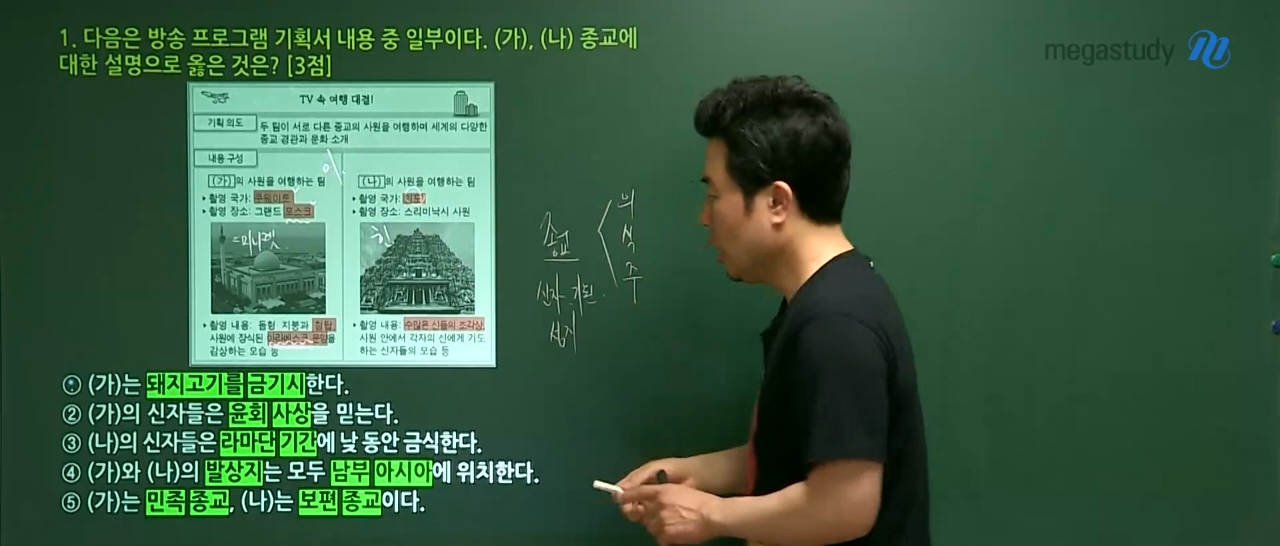 1. 다음은 방송 프로그램 기획서 내용 중 일부이다. (가), (나) 종교에
대한 설명으로 옳은 것은? [3점]
megastudy
TV 속 여행 대결!
기획 의도
두 팀이 서로 다른 종교의 사원을 여행하며 세계의 다양한
종교 경관과 문화 소개
내용 구성
(가)의 사원을 여행하는 팀
▸촬영 국가: 쿠웨이트
▸촬영 장소: 그랜드 모스크
미나렛
▸촬영 내용: 돔형 지붕과 첨탑,
사원에 장식된 아라베스크 문양을
감상하는 모습 등
(나)의 사원을 여행하는 팀
▸촬영 국가: 인도
▸촬영 장소: 스리미낙시 사원
힌
▸촬영 내용: 수많은 신들의 조각상,
사원 안에서 각자의 신에게 기도
하는 신자들의 모습 등
이
종교
의
식
주
신자
성지
① (가)는 돼지고기를 금기시한다.
② (가)의 신자들은 윤회 사상을 믿는다.
③ (나)의 신자들은 라마단 기간에 낮 동안 금식한다.
④ (가)와 (나)의 발상지는 모두 남부 아시아에 위치한다.
⑤ (가)는 민족 종교, (나)는 보편 종교이다.